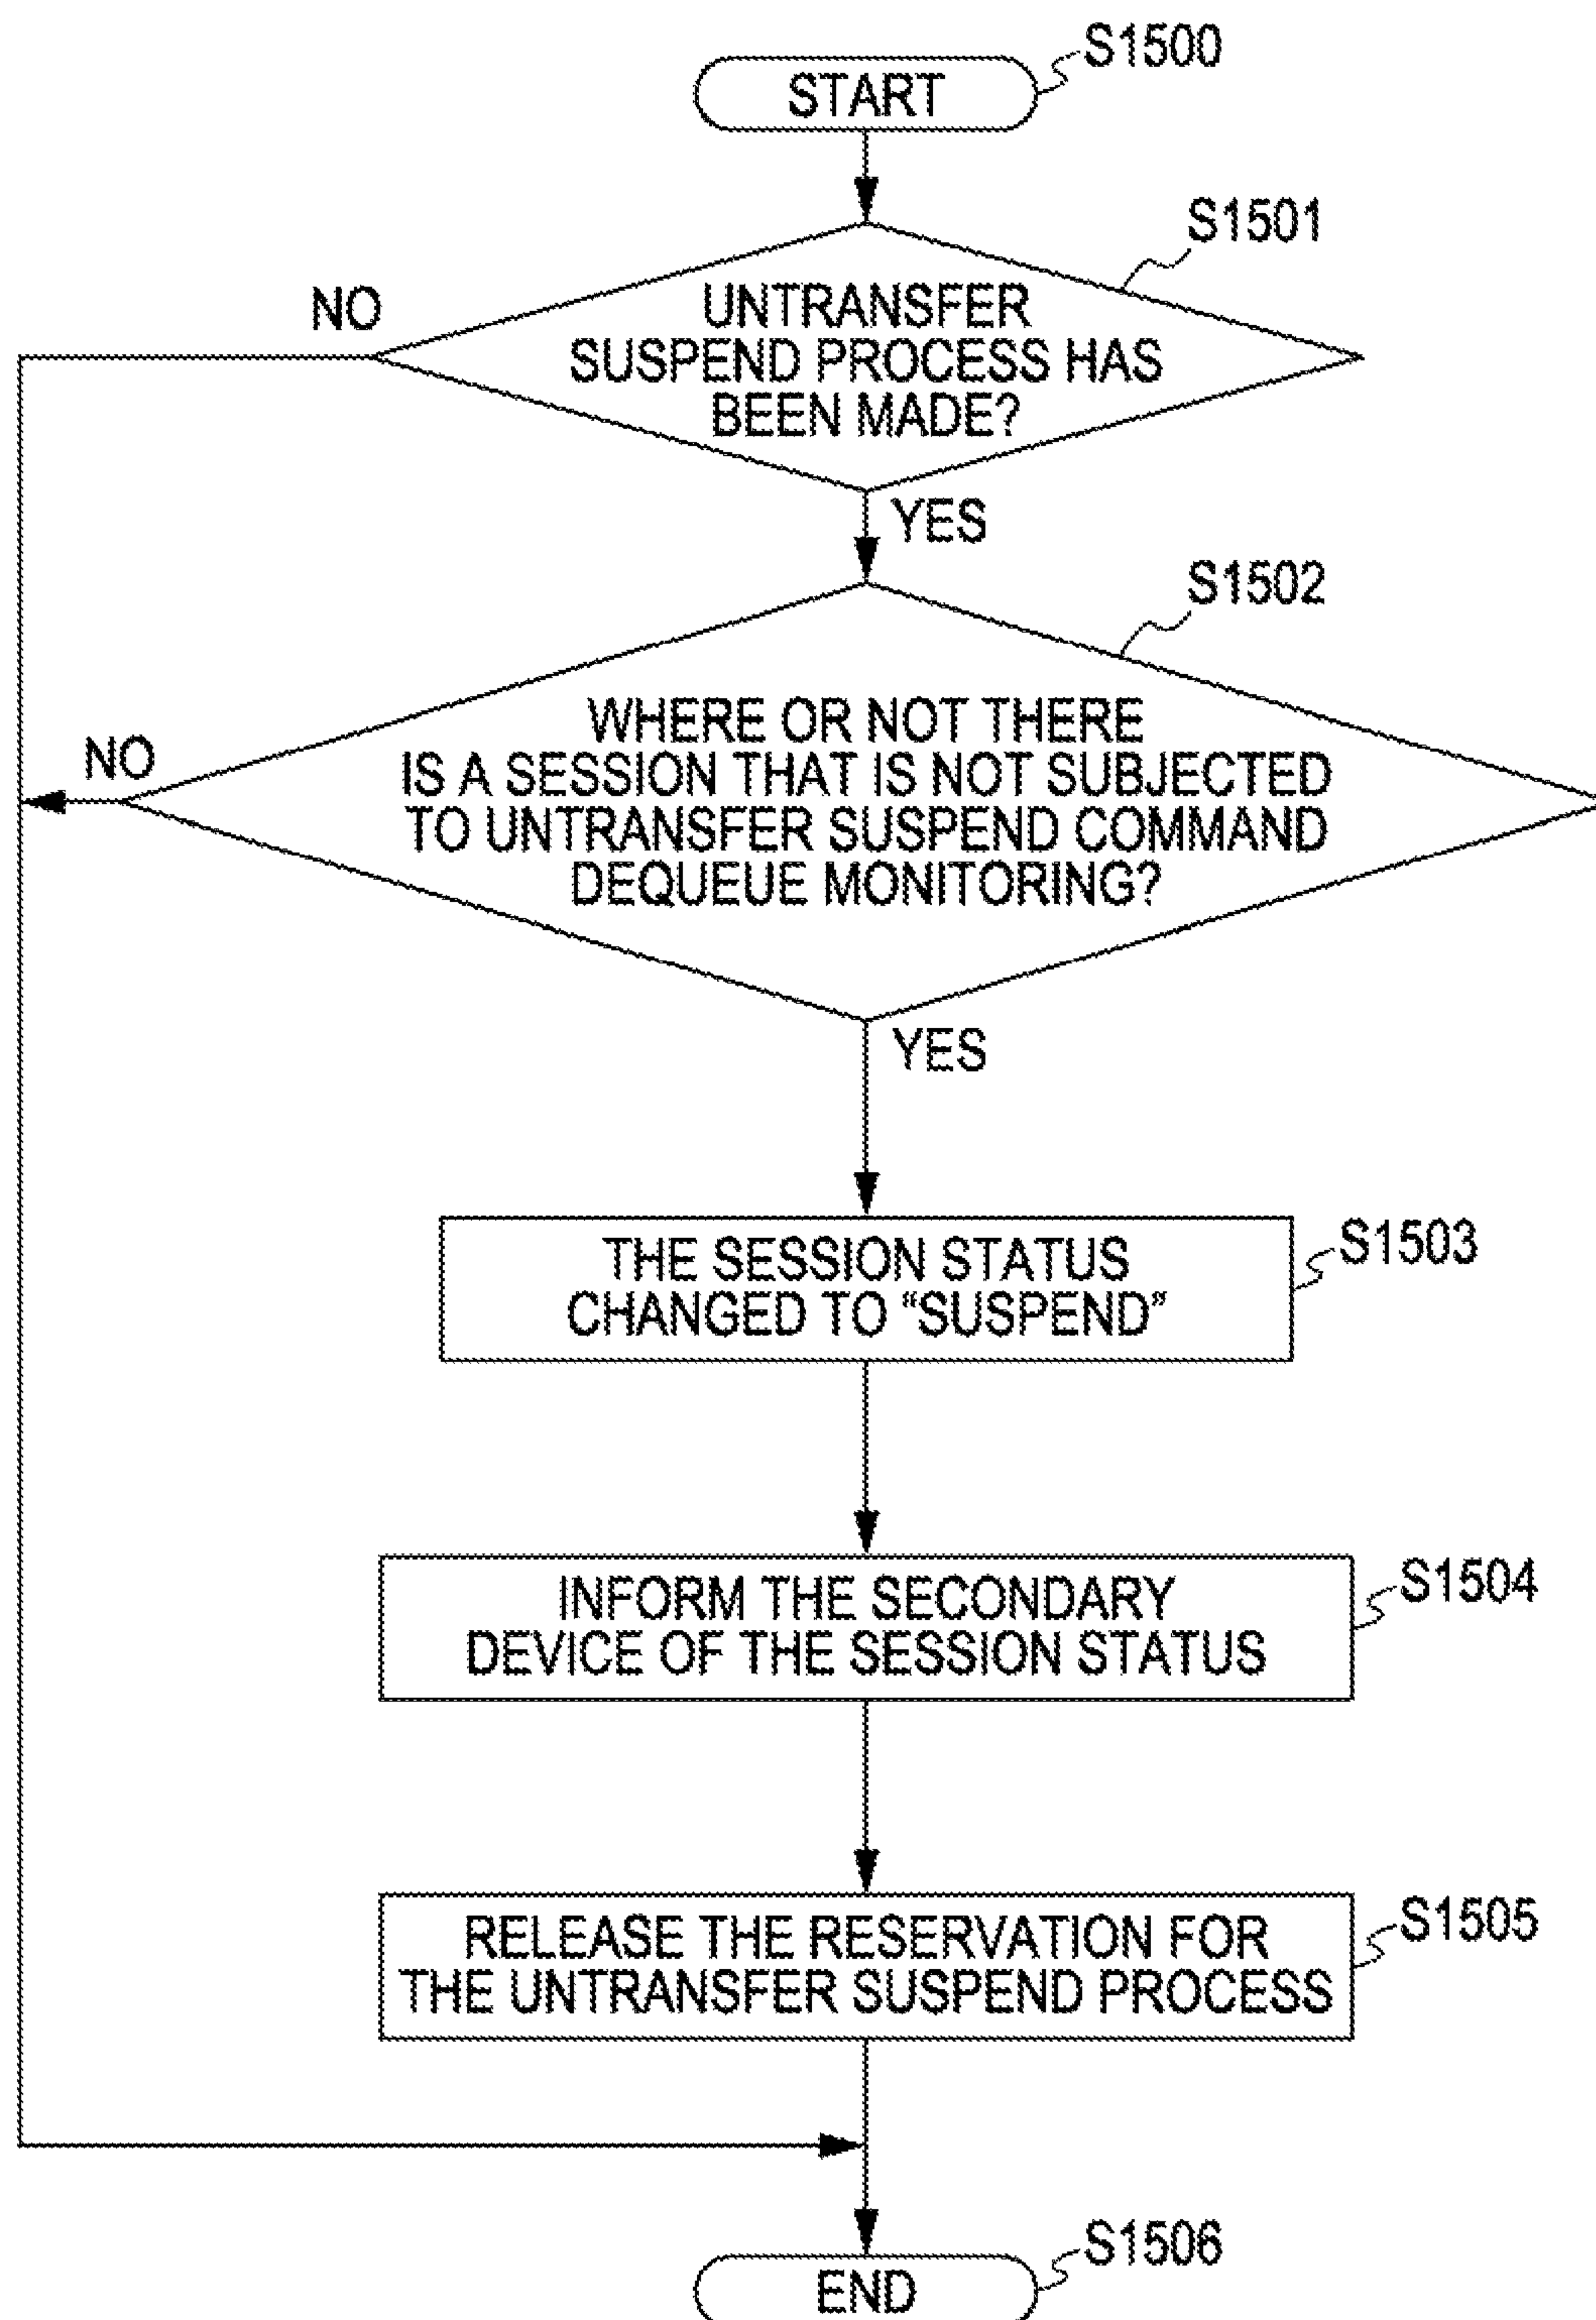 S1500
START
S1501
NO
UNTRANSFER
SUSPEND PROCESS HAS
BEEN MADE?
YES
S1502
WHERE OR NOT THERE
NO
IS A SESSION THAT IS NOT SUBJECTED
TO UNTRANSFER SUSPEND COMMAND
DEQUEUE MONITORING?
YES
THE SESSION STATUS
CHANGED TO “SUSPEND”
S1503
INFORM THE SECONDARY
DEVICE OF THE SESSION STATUS
S1504
RELEASE THE RESERVATION FOR
THE UNTRANSFER SUSPEND PROCESS
S1505
S1506
END